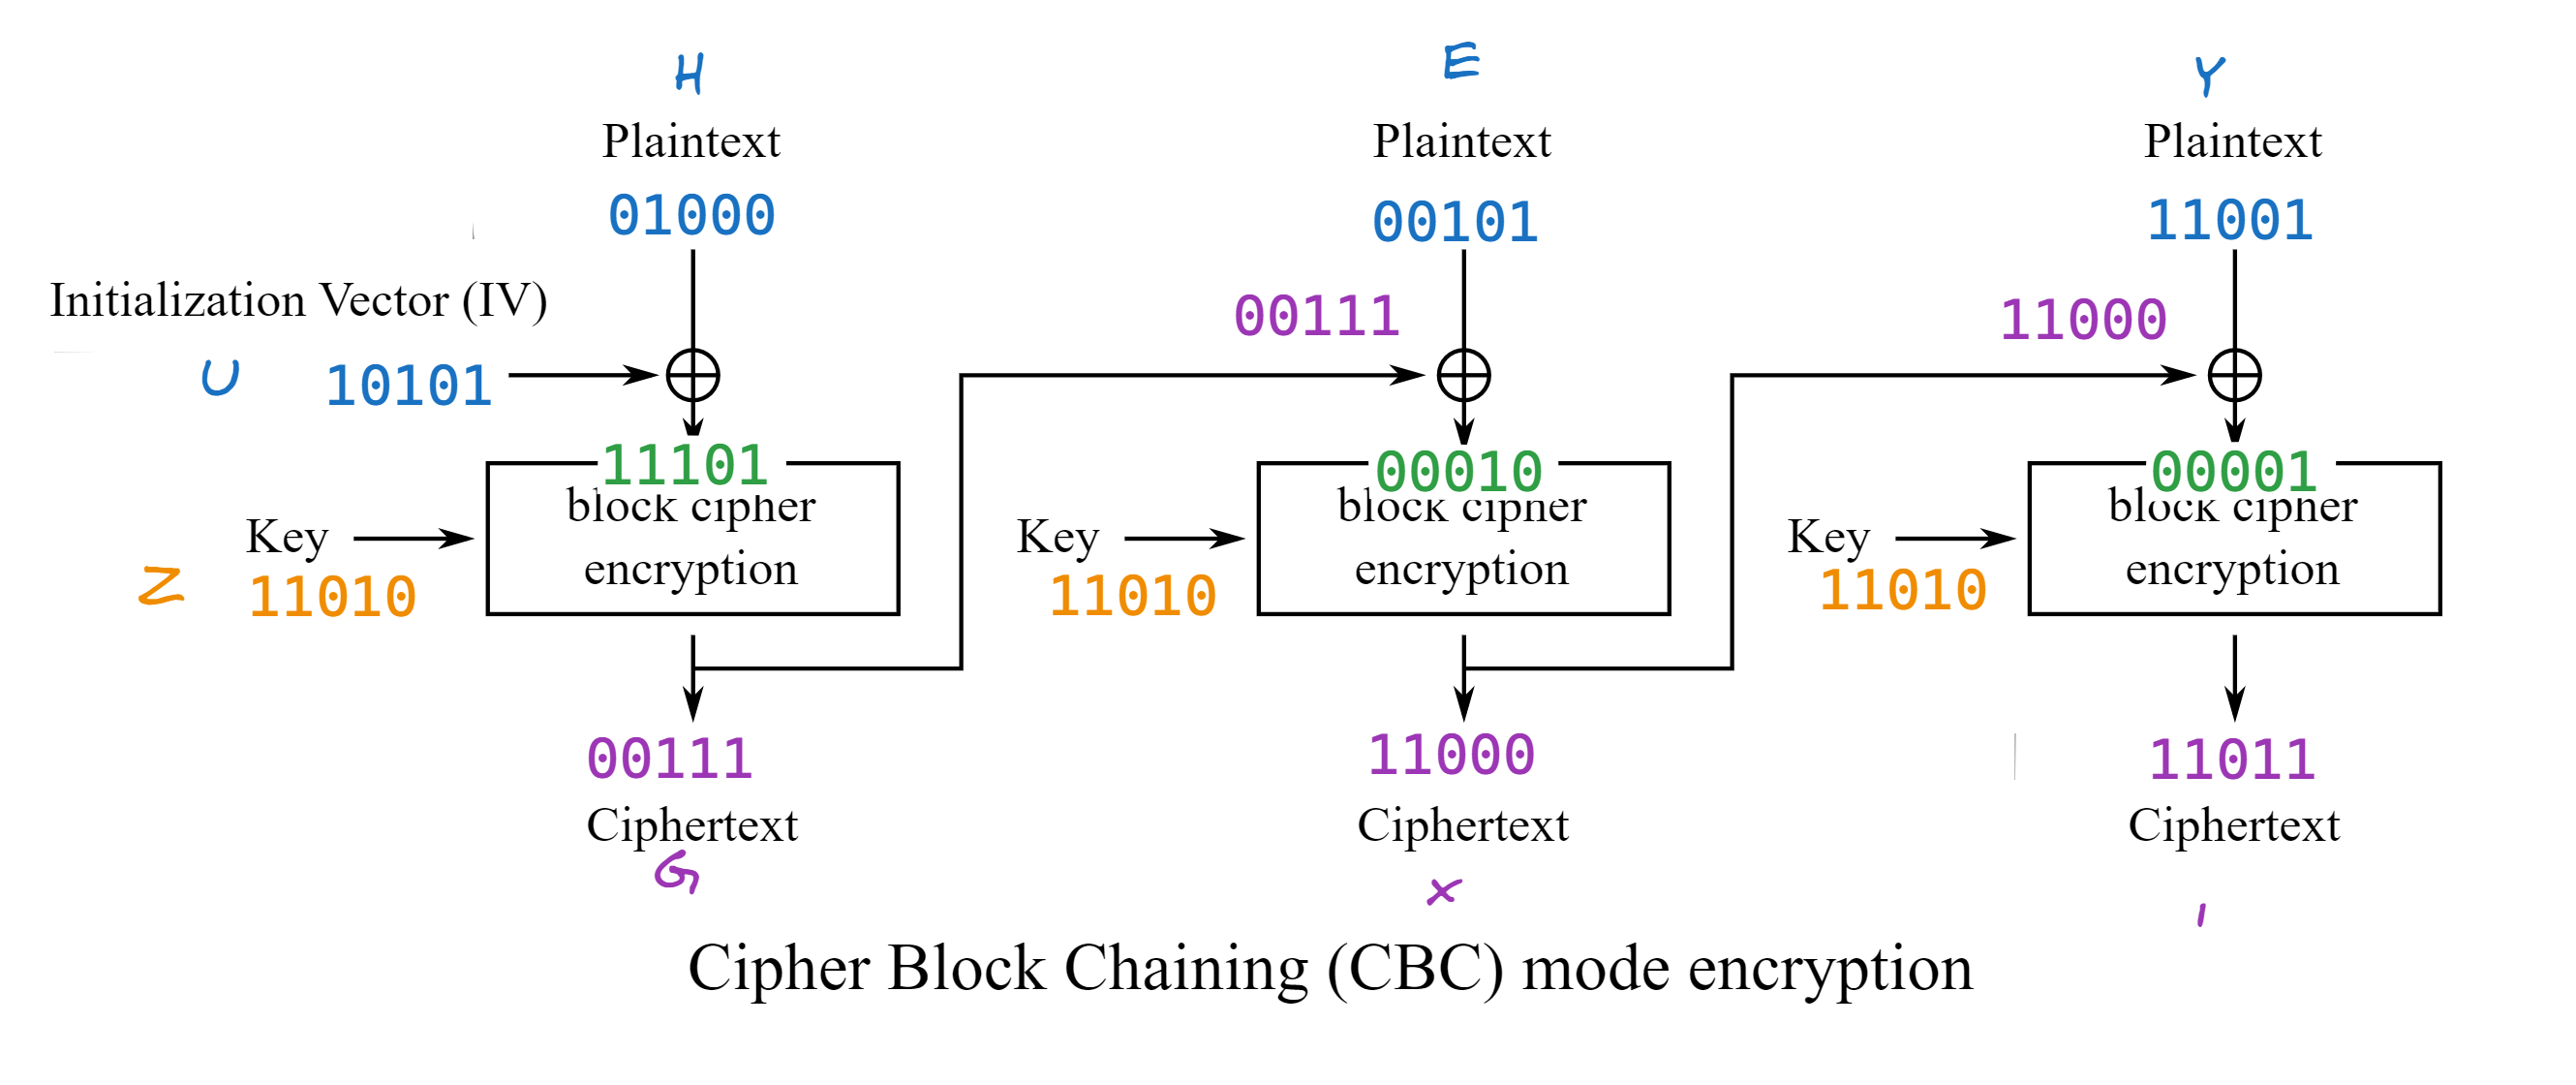 H E Y
Plaintext Plaintext Plaintext
01000 00101 11001
Initialization Vector (IV) 00111 11000
U 10101
11101 00010 00001
block cipher block cipher block cipher
Key Key Key
encryption encryption encryption
Z 11010 11010 11010
00111 11000 11011
Ciphertext Ciphertext Ciphertext
G X '
Cipher Block Chaining (CBC) mode encryption